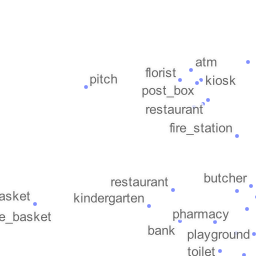 atm
pitch
florist
kiosk
post_box
restaurant
fire_station
butcher
restaurant
asket
kindergarten
e_basket
pharmacy
bank
playground
toilet